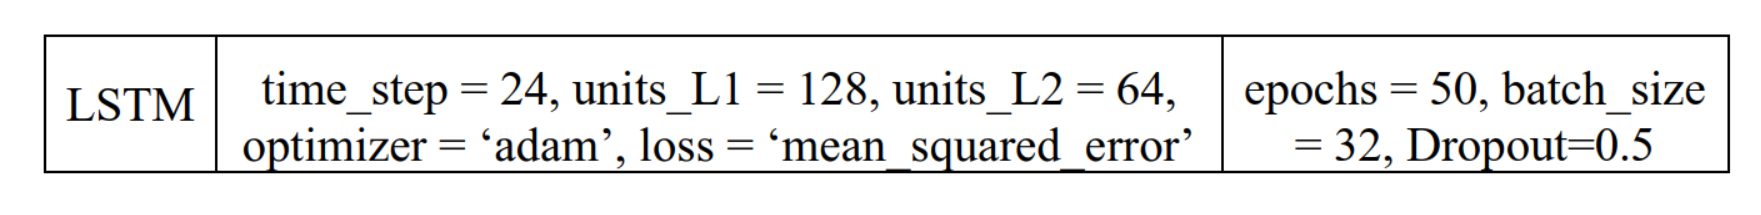 LSTM
time_step = 24, units_L1 = 128, units_L2 = 64,
optimizer = ‘adam’, loss = ‘mean_squared_error’
epochs = 50, batch_size
= 32, Dropout=0.5